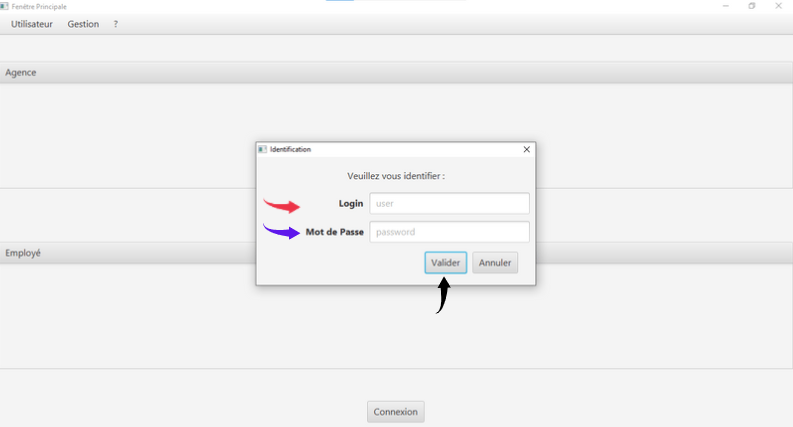 Fenêtre Principale
Utilisateur Gestion ?
Agence
Identification
Veuillez vous identifier :
Login user
Mot de Passe password
Valider Annuler
Employé
Connexion